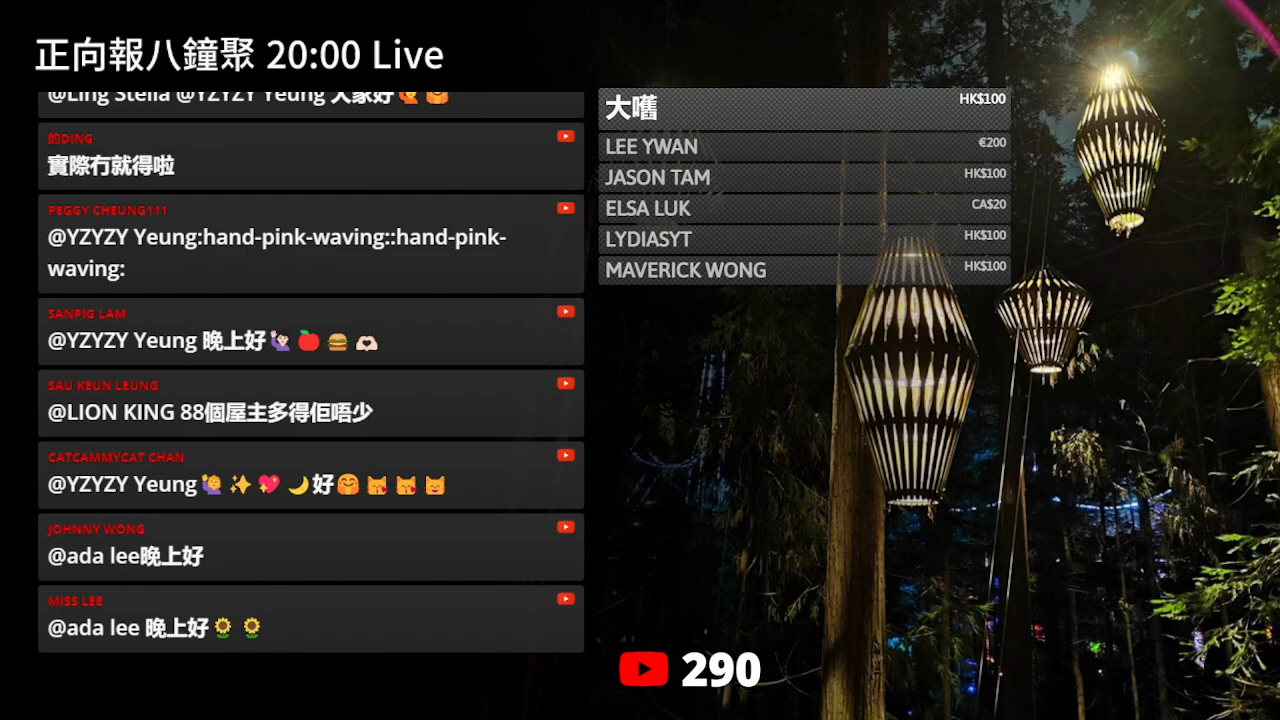 正向報八鐘聚 20:00 Live
@Ling Stella @YZYZY Yeung 大家好
的DING
實際冇就得啦
PEGGY CHEUNG111
@YZYZY Yeung:hand-pink-waving::hand-pink-
waving:
SANPIG LAM
@YZYZY Yeung 晚上好🙋🏻🍎🍔🫶🏻
SAU KEUN LEUNG
@LION KING 88個屋主多得佢唔少
CATCAMMYCAT CHAN
@YZYZY Yeung🙋✨💖🌙好🤗😽😽😸
JOHNNY WONG
@ada lee晚上好
MISS LEE
@ada lee 晚上好🌻🌻
大嚿 HK$100
LEE YWAN €200
JASON TAM HK$100
ELSA LUK CA$20
LYDIASYT HK$100
MAVERICK WONG HK$100
290